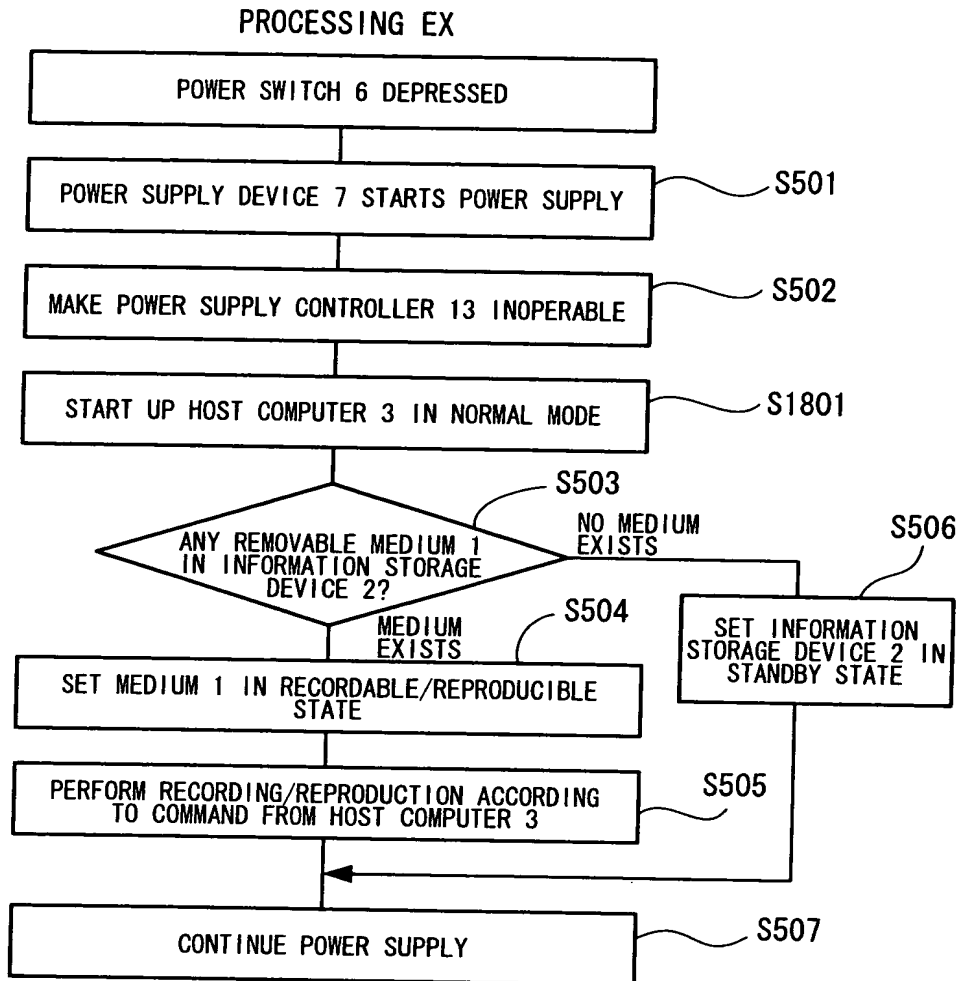 PROCESSING EX
POWER SWITCH 6 DEPRESSED
POWER SUPPLY DEVICE 7 STARTS POWER SUPPLY
S501
MAKE POWER SUPPLY CONTROLLER 13 INOPERABLE
S502
START UP HOST COMPUTER 3 IN NORMAL MODE
S1801
S503
ANY REMOVABLE MEDIUM 1
IN INFORMATION STORAGE
DEVICE 2?
NO MEDIUM
EXISTS
S506
SET INFORMATION
STORAGE DEVICE 2 IN
STANDBY STATE
MEDIUM
EXISTS
S504
SET MEDIUM 1 IN RECORDABLE/REPRODUCIBLE
STATE
PERFORM RECORDING/REPRODUCTION ACCORDING
TO COMMAND FROM HOST COMPUTER 3
S505
CONTINUE POWER SUPPLY
S507